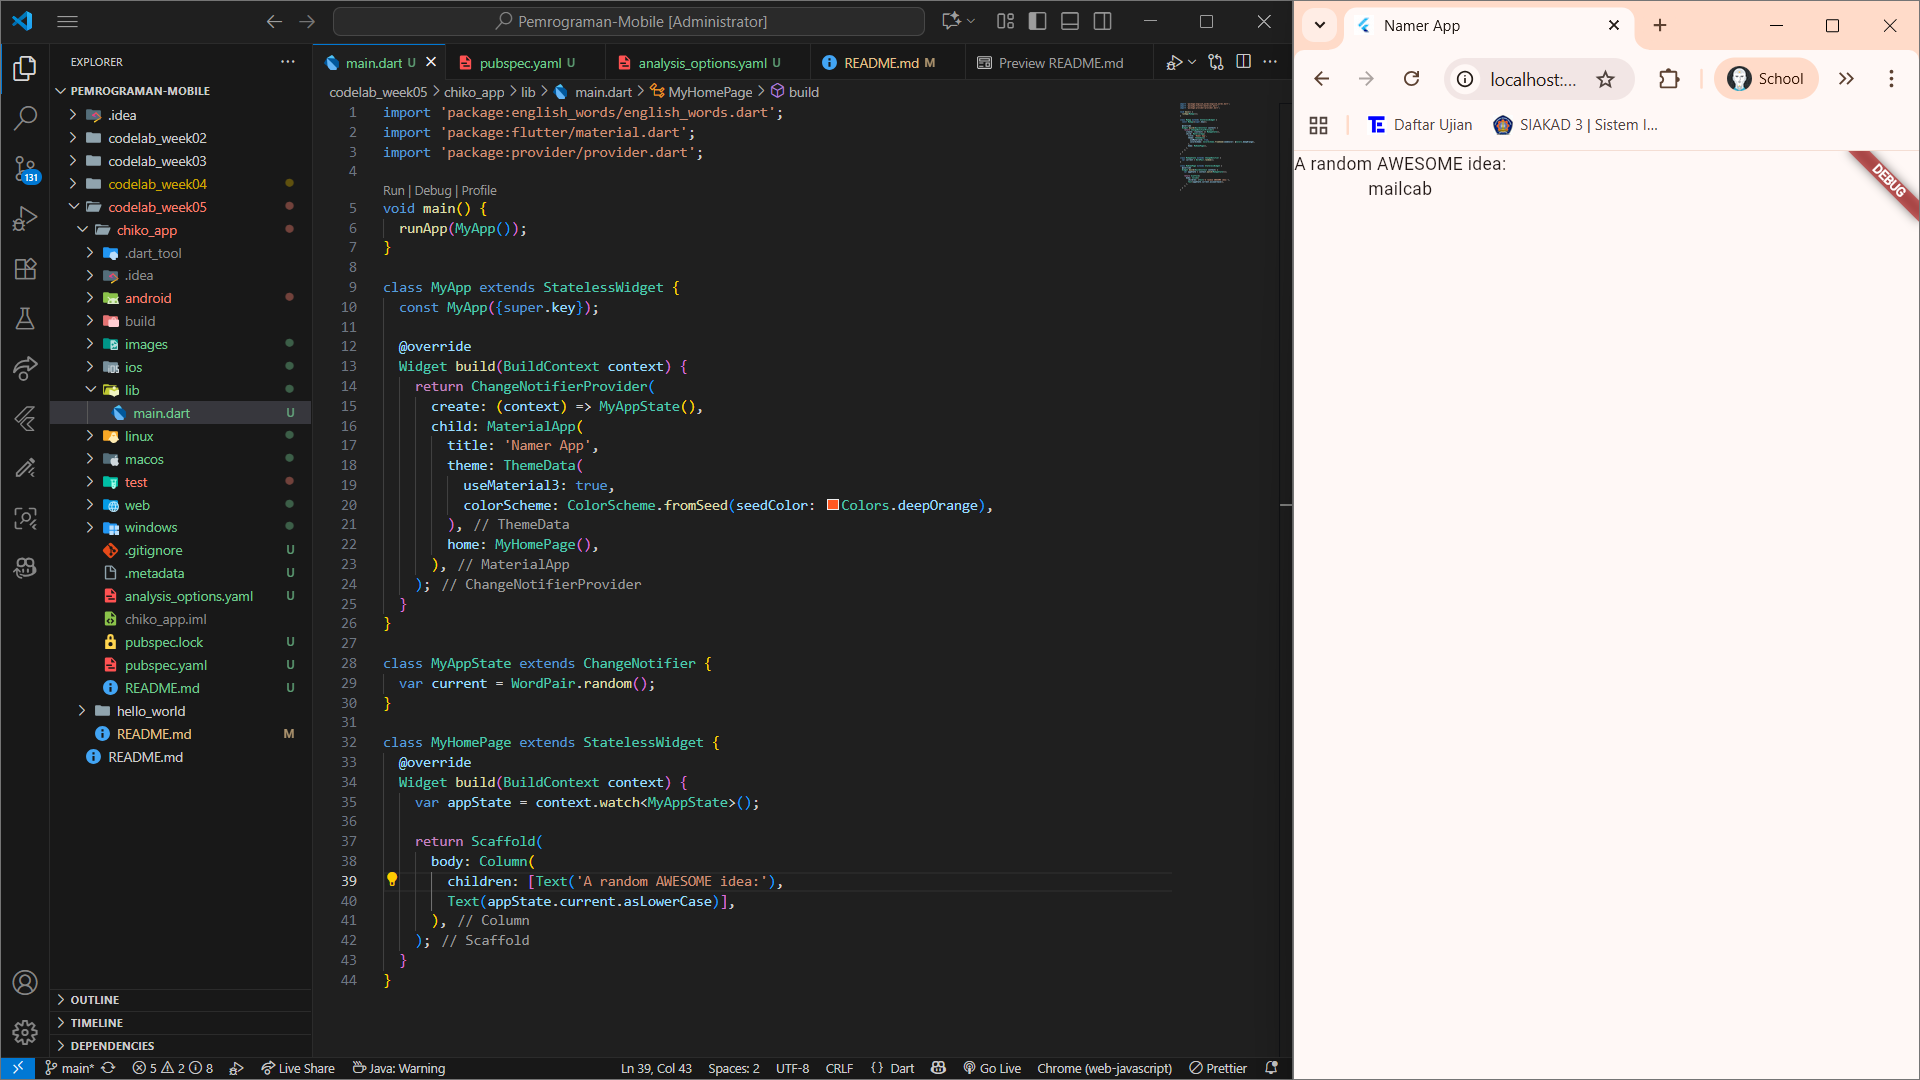 Pemrograman-Mobile [Administrator]
EXPLORER
PEMROGRAMAN-MOBILE
.idea
codelab_week02
codelab_week03
codelab_week04
codelab_week05
chiko_app
.dart_tool
.idea
android
build
images
ios
lib
main.dart U
linux
macos
test
web
windows
.gitignore U
.metadata U
analysis_options.yaml U
chiko_app.iml
pubspec.lock U
pubspec.yaml U
README.md U
hello_world
README.md M
README.md
OUTLINE
TIMELINE
DEPENDENCIES
131
main.dart U
pubspec.yaml U
analysis_options.yaml U
README.md M
Preview README.md
codelab_week05 > chiko_app > lib > main.dart > MyHomePage > build
1 import 'package:english_words/english_words.dart';
2 import 'package:flutter/material.dart';
3 import 'package:provider/provider.dart';
4
Run | Debug | Profile
5 void main() {
6 runApp(MyApp());
7 }
8
9 class MyApp extends StatelessWidget {
10 const MyApp({super.key});
11
12 @override
13 Widget build(BuildContext context) {
14 return ChangeNotifierProvider(
15 create: (context) => MyAppState(),
16 child: MaterialApp(
17 title: 'Namer App',
18 theme: ThemeData(
19 useMaterial3: true,
20 colorScheme: ColorScheme.fromSeed(seedColor: Colors.deepOrange),
21 ), // ThemeData
22 home: MyHomePage(),
23 ), // MaterialApp
24 ); // ChangeNotifierProvider
25 }
26 }
27
28 class MyAppState extends ChangeNotifier {
29 var current = WordPair.random();
30 }
31
32 class MyHomePage extends StatelessWidget {
33 @override
34 Widget build(BuildContext context) {
35 var appState = context.watch<MyAppState>();
36
37 return Scaffold(
38 body: Column(
39 children: [Text('A random AWESOME idea:'),
40 Text(appState.current.asLowerCase)],
41 ), // Column
42 ); // Scaffold
43 }
44 }
main* 5 2 8 Live Share Java: Warning
Ln 39, Col 43 Spaces: 2 UTF-8 CRLF {} Dart Go Live Chrome (web-javascript) Prettier
Namer App
localhost:...
School
Daftar Ujian
SIAKAD 3 | Sistem I...
A random AWESOME idea:
mailcab
DEBUG